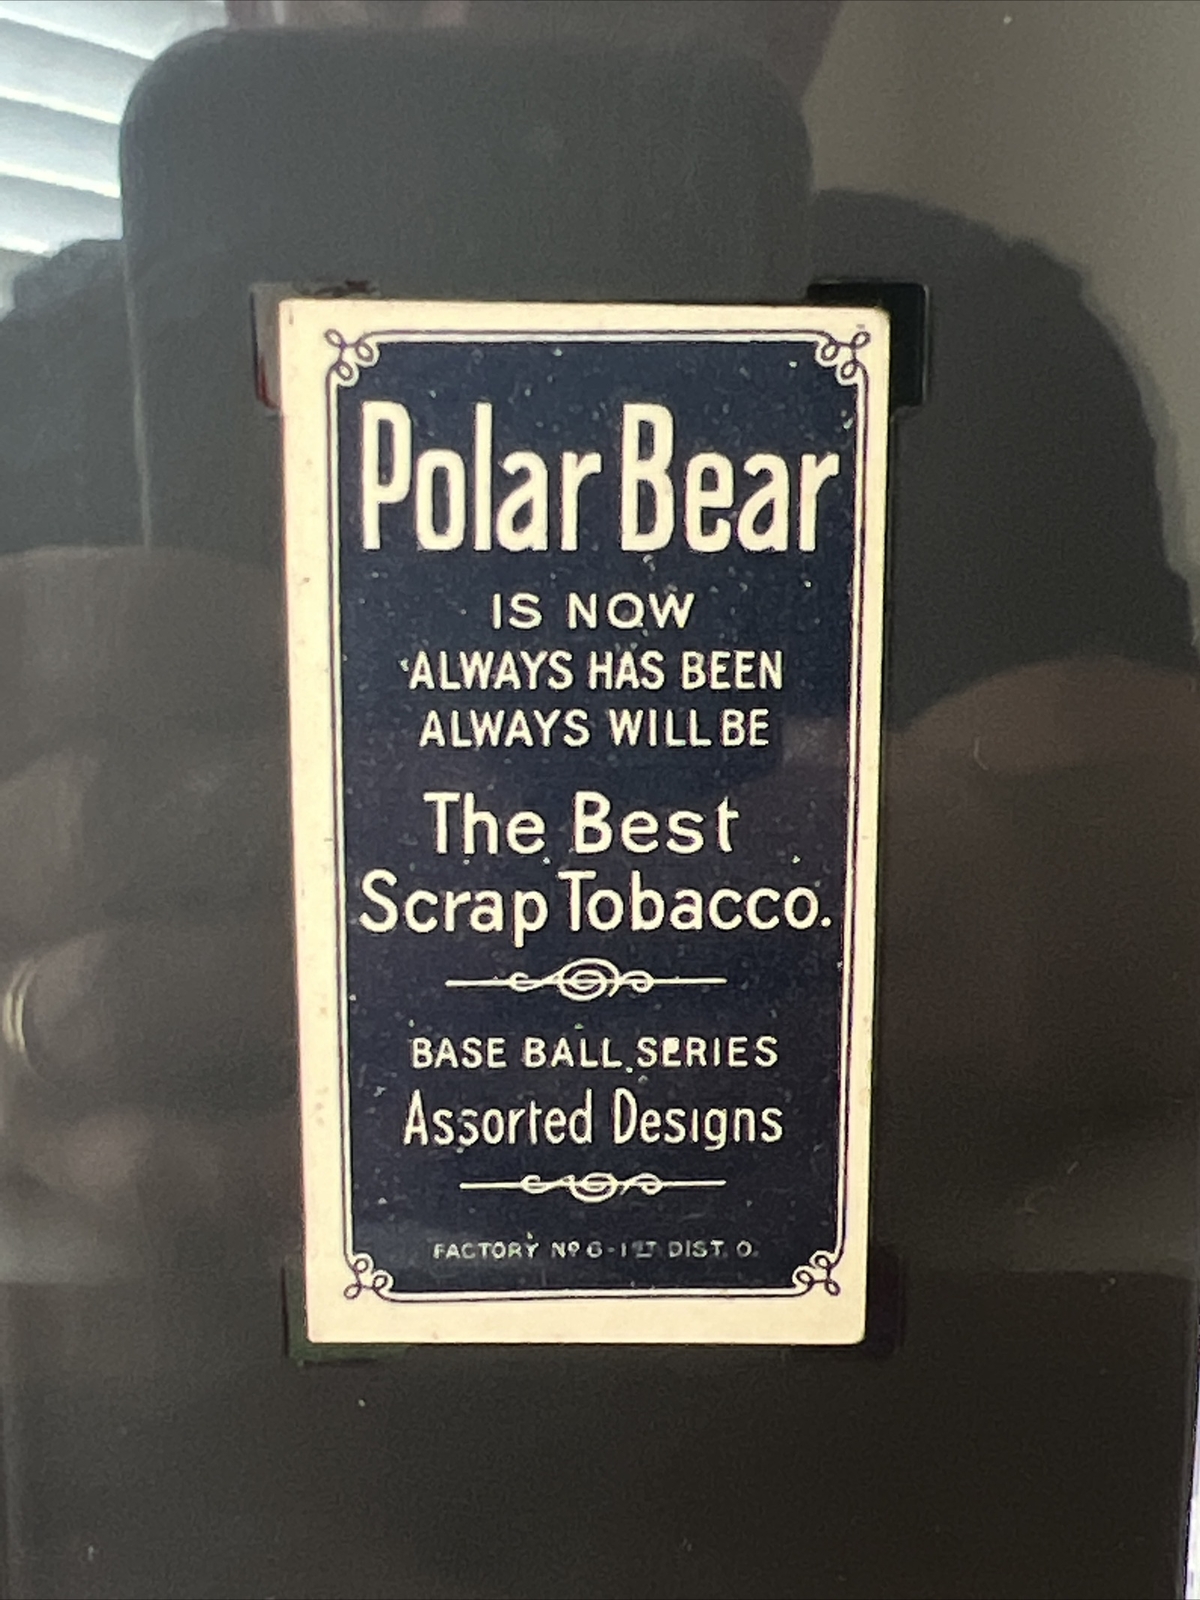 Polar Bear
IS NOW
ALWAYS HAS BEEN
ALWAYS WILL BE
The Best
Scrap Tobacco.
BASE BALL SERIES
Assorted Designs
FACTORY Nº 6-1ST DIST. O.